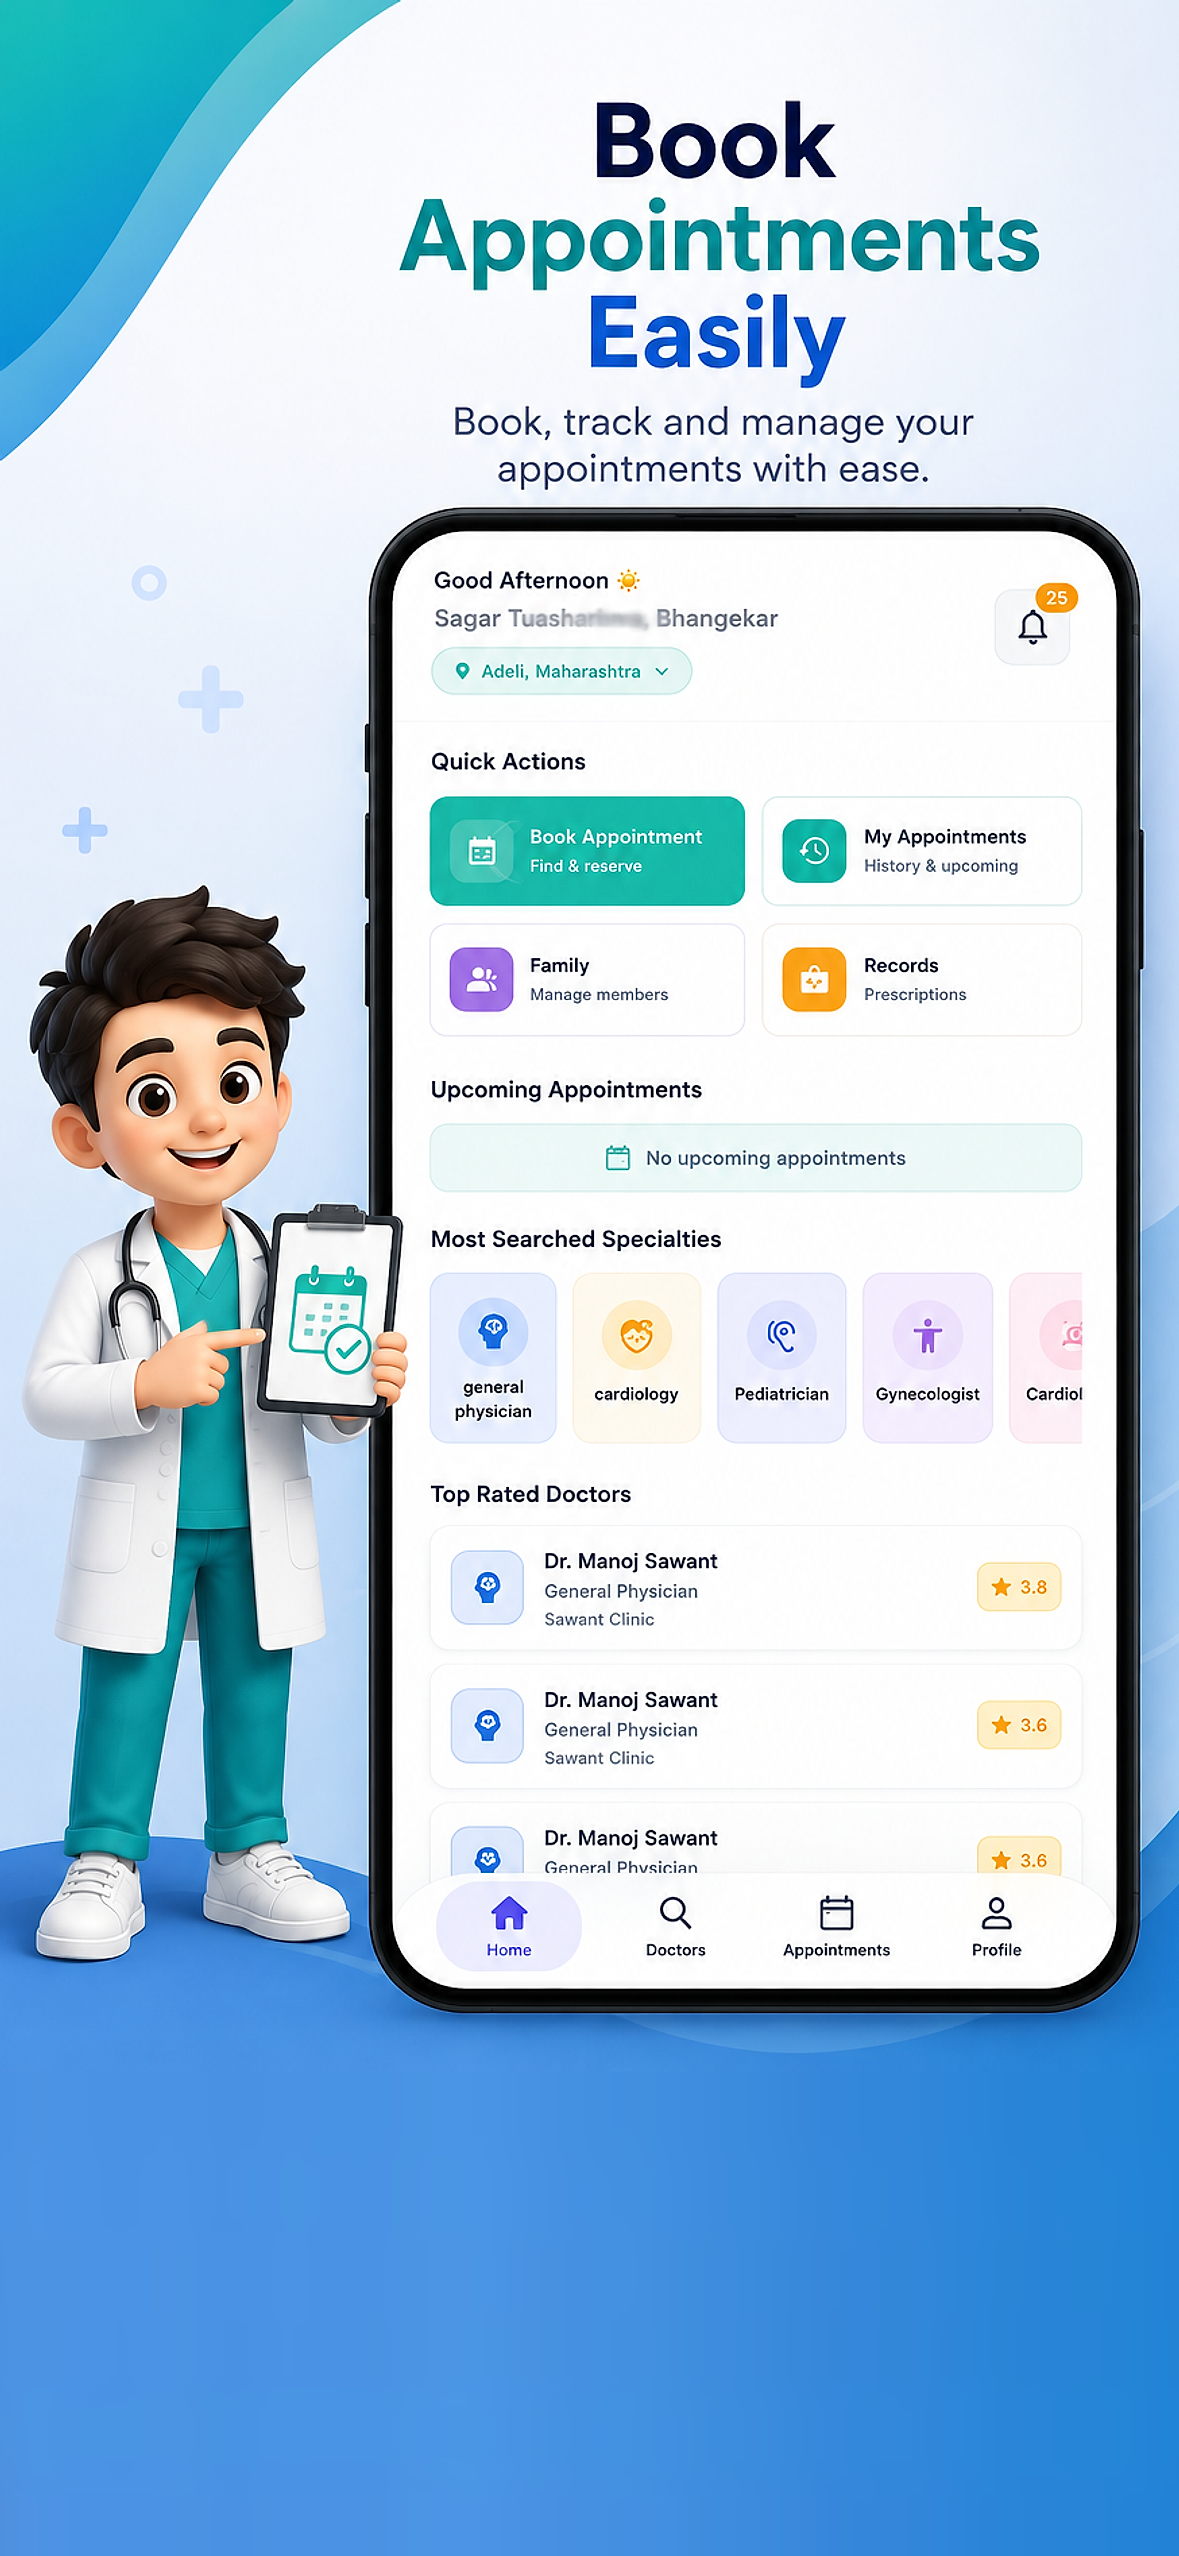 Book
Appointments
Easily
Book, track and manage your
appointments with ease.
Good Afternoon
25
Sagar Bhangekar
Adeli, Maharashtra
Quick Actions
Book Appointment
Find & reserve
My Appointments
History & upcoming
Family
Manage members
Records
Prescriptions
Upcoming Appointments
No upcoming appointments
Most Searched Specialties
general
physician
cardiology
Pediatrician
Gynecologist
Cardiol
Top Rated Doctors
Dr. Manoj Sawant
General Physician
Sawant Clinic
3.8
Dr. Manoj Sawant
General Physician
Sawant Clinic
3.6
Dr. Manoj Sawant
General Physician
3.6
Home
Doctors
Appointments
Profile